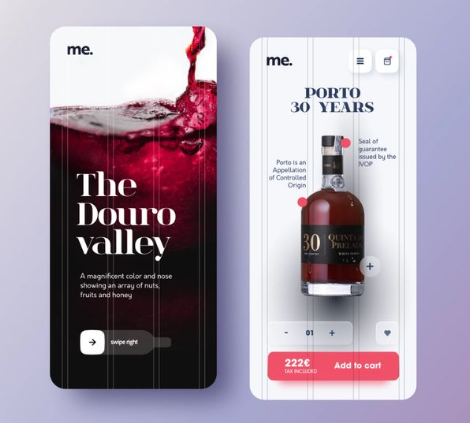 me.
The
Douro
valley
A magnificent color and nose
showing an array of nuts,
fruits and honey
swipe right
me.
PORTO
30 YEARS
Seal of
guarantee
issued by the
IVDP
Porto is an
Appellation
of Controlled
Origin
30
QUINTA
- 01 +
222€
TAX INCLUDED
Add to cart